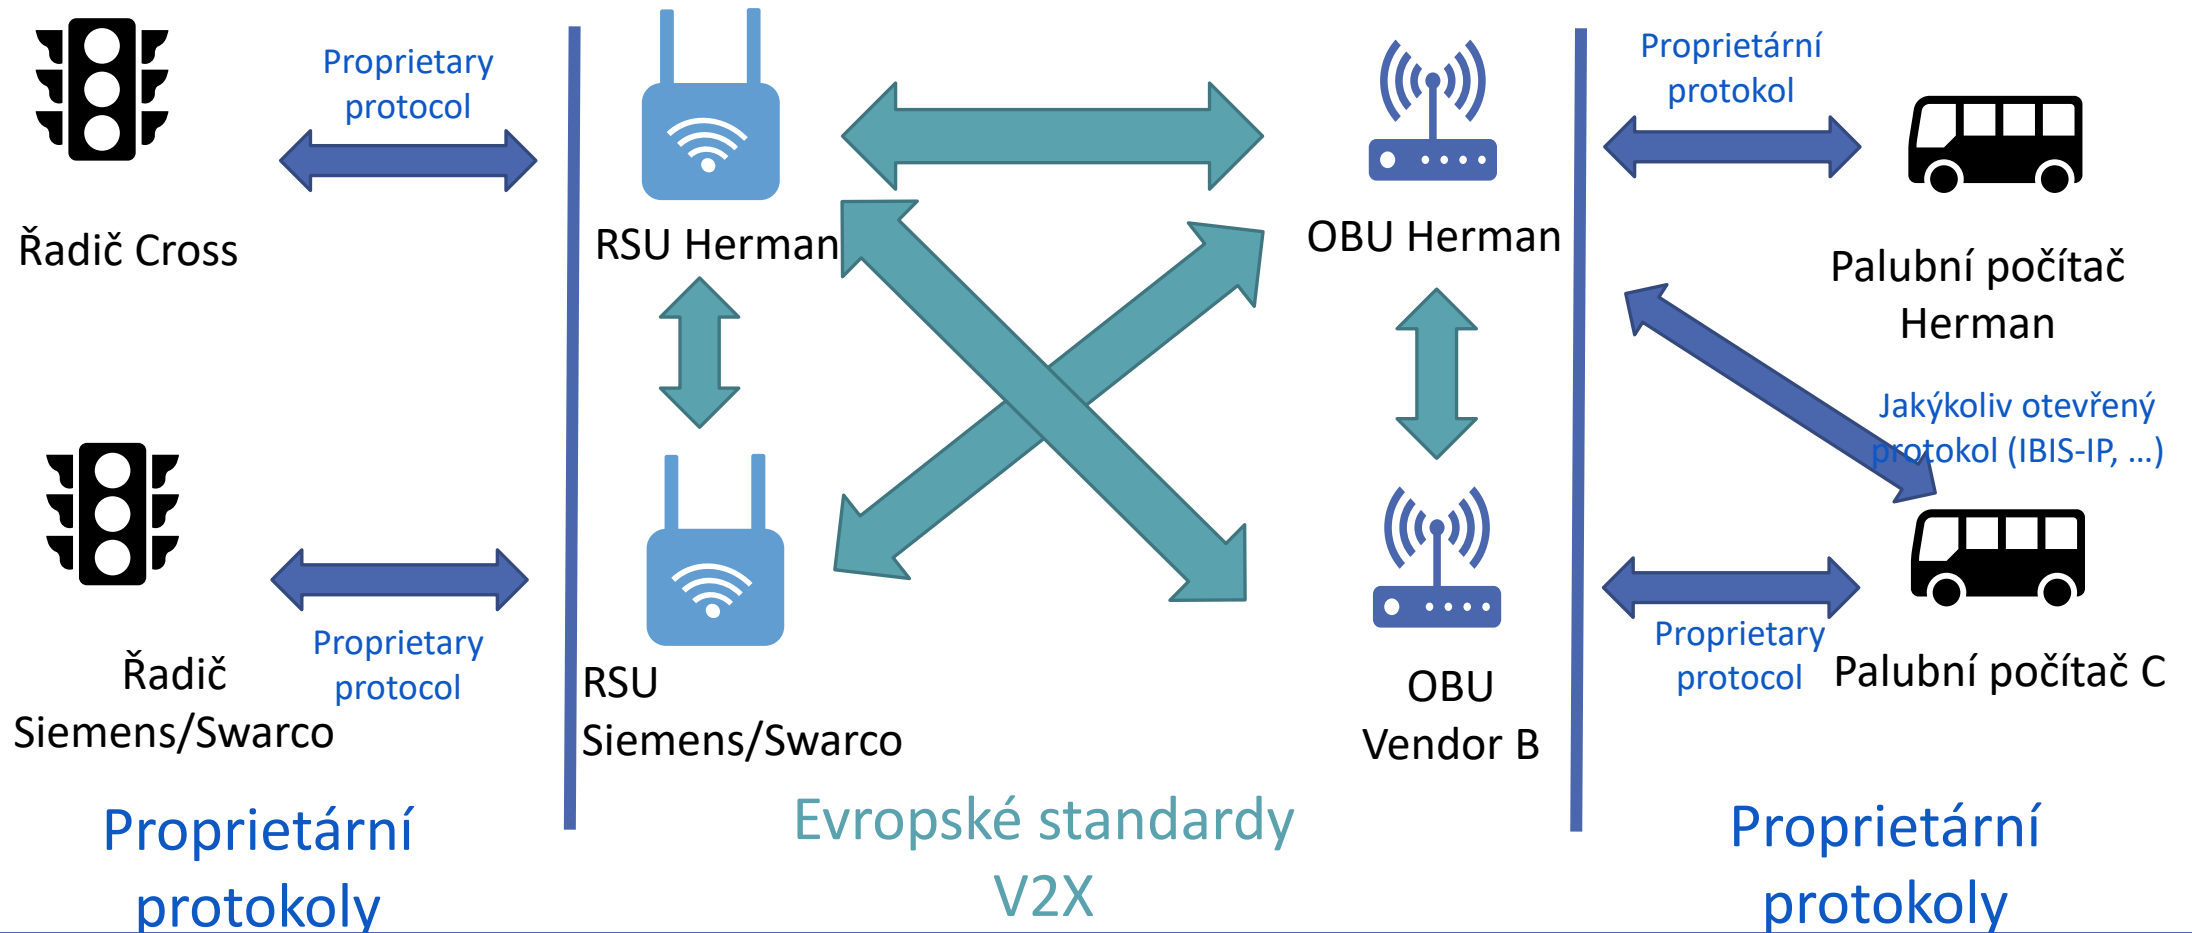 Proprietary
protocol
Řadič Cross
RSU Herman
OBU Herman
Proprietární
protokol
Palubní počítač
Herman
Jakýkoliv otevřený
protokol (IBIS-IP, ...)
Řadič
Siemens/Swarco
Proprietary
protocol
RSU
Siemens/Swarco
OBU
Vendor B
Proprietary
protocol
Palubní počítač C
Proprietární
protokoly
Evropské standardy
V2X
Proprietární
protokoly